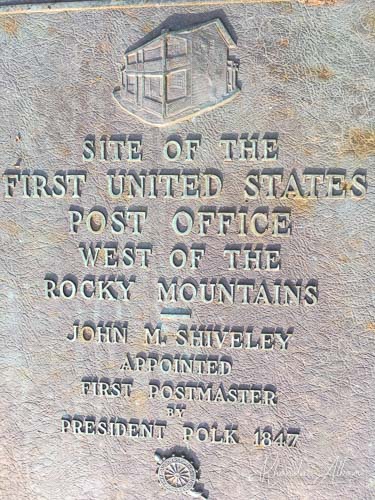 SITE OF THE
FIRST UNITED STATES
POST OFFICE
WEST OF THE
ROCKY MOUNTAINS
JOHN M. SHIVELEY
APPOINTED
FIRST POSTMASTER
BY
PRESIDENT POLK 1847